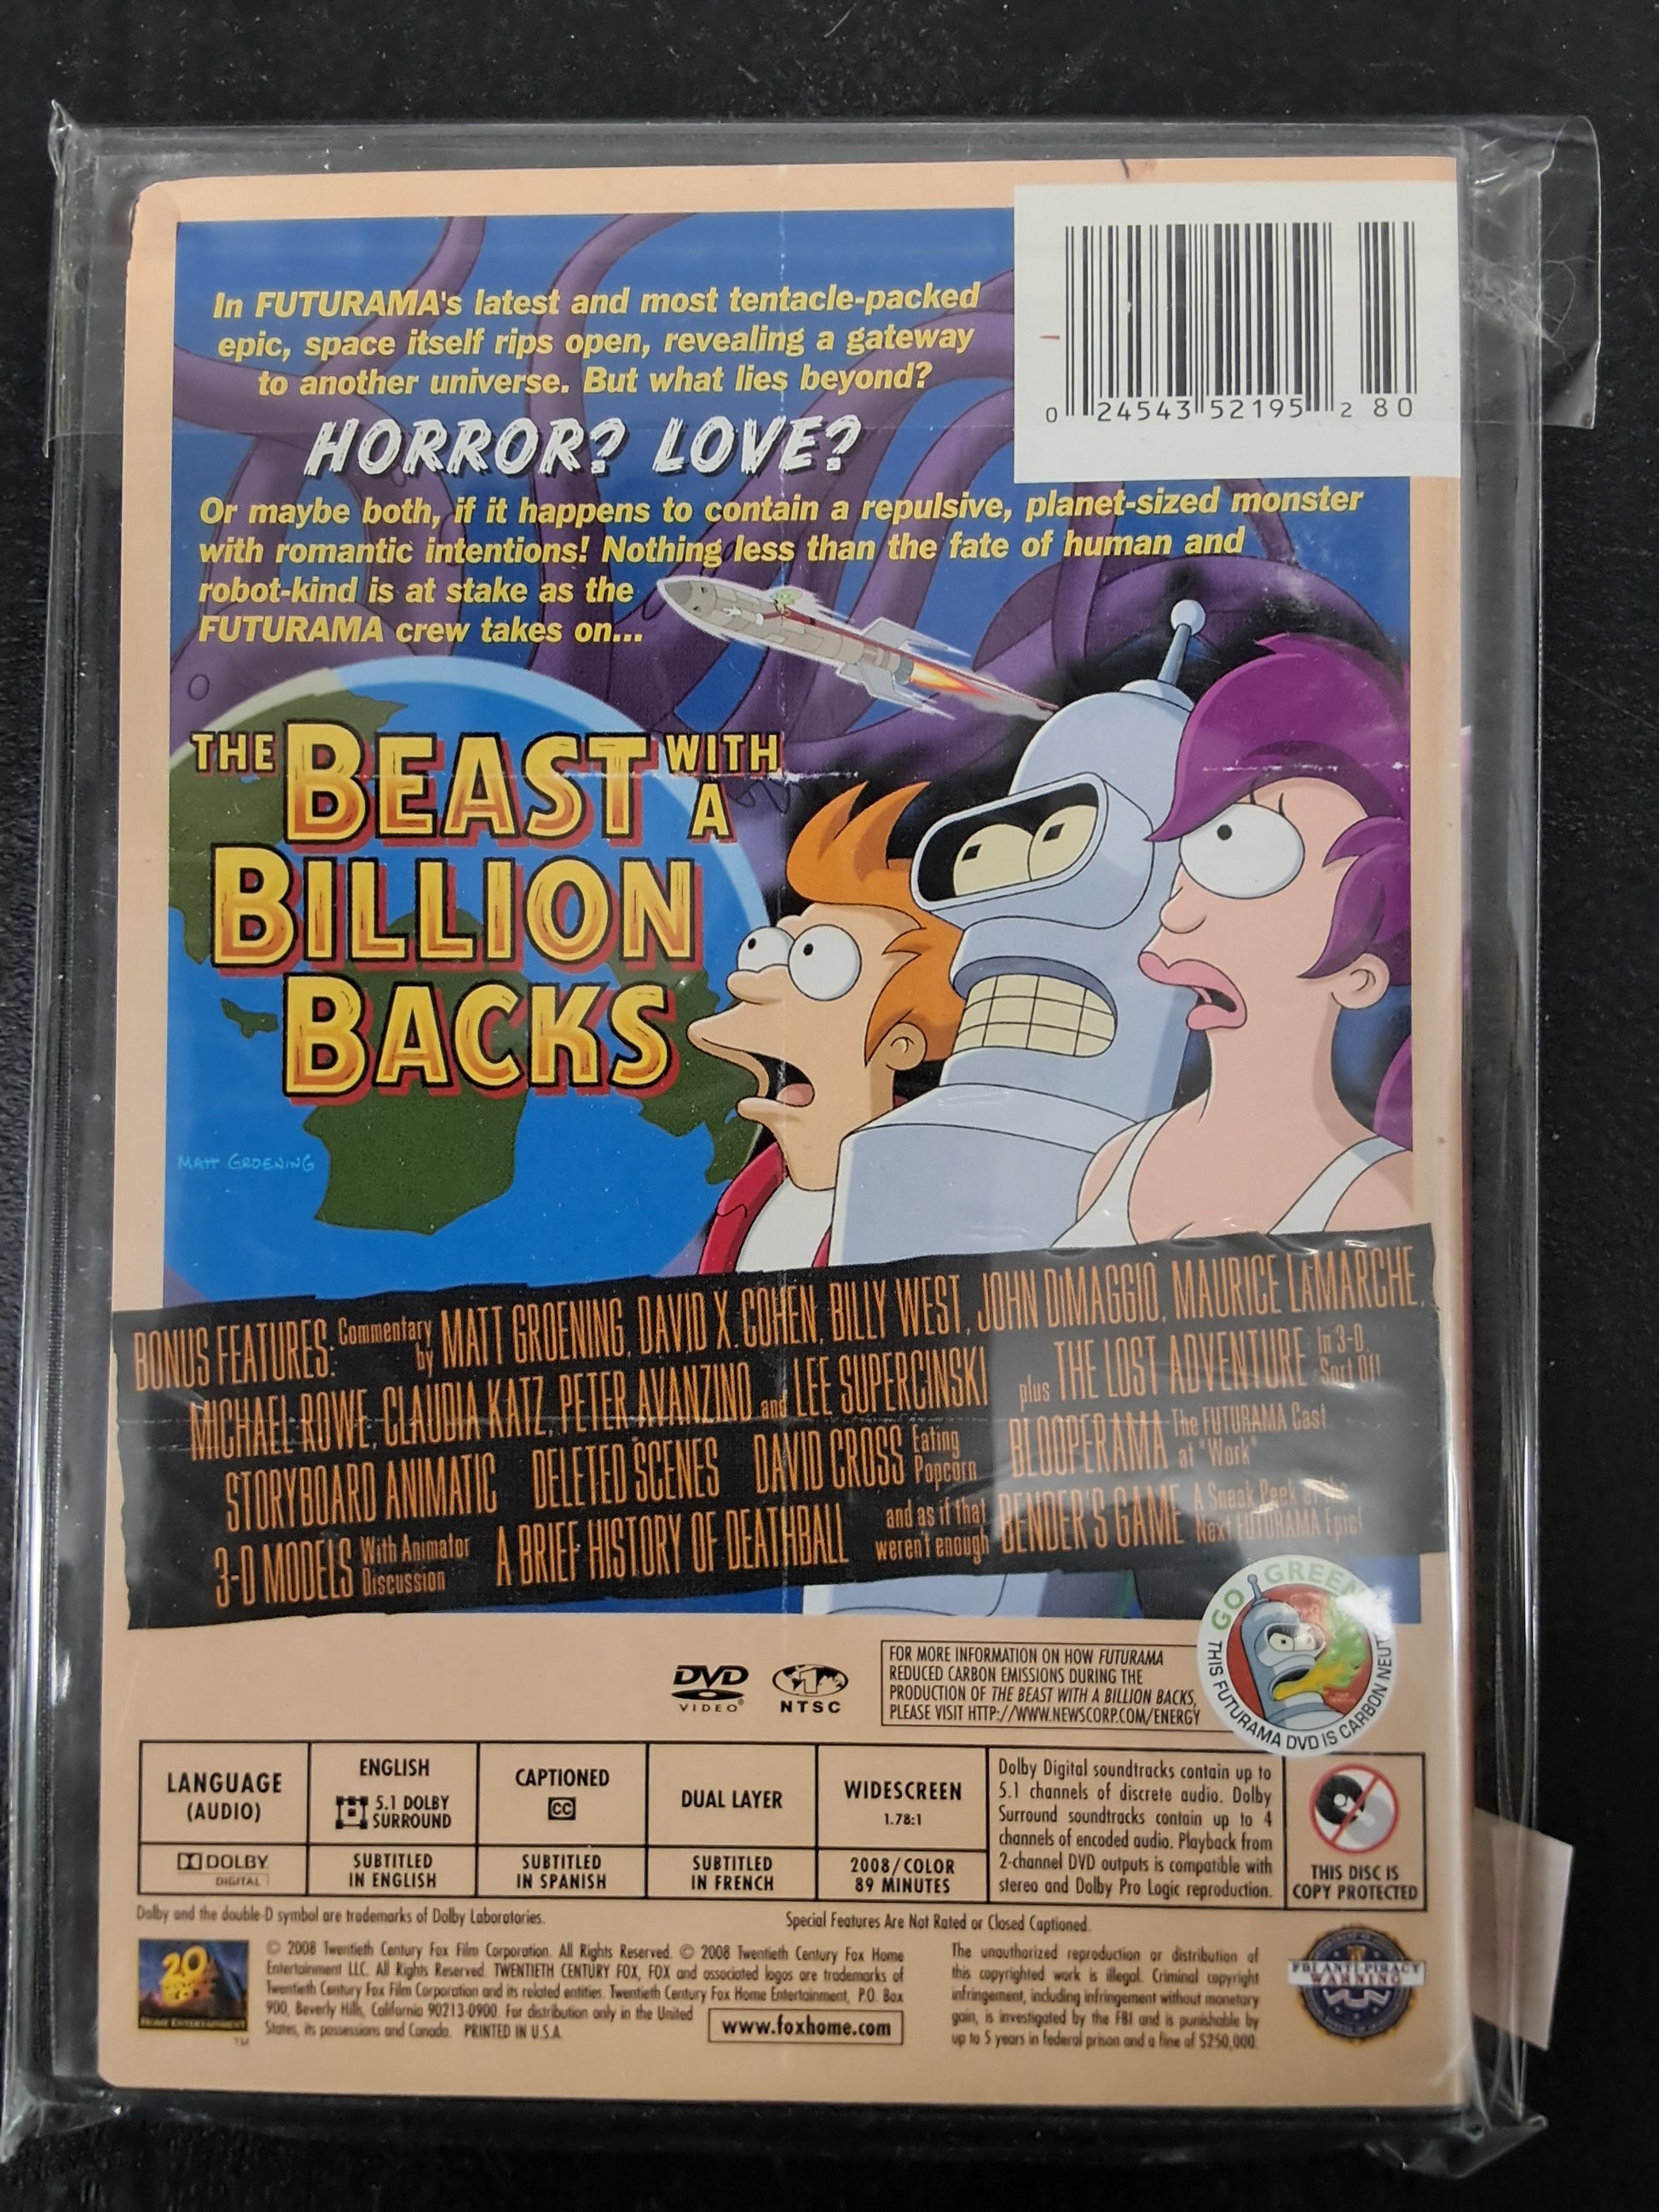 In FUTURAMA's latest and most tentacle-packed
epic, space itself rips open, revealing a gateway
to another universe. But what lies beyond?
HORROR? LOVE?
Or maybe both, if it happens to contain a repulsive, planet-sized monster
with romantic intentions! Nothing less than the fate of human and
robot-kind is at stake as the
FUTURAMA crew takes on...
0 24543 52195 2 80
THE BEAST WITH
A
BILLION
BACKS
MATT GROENING
BONUS FEATURES: Commentary by MATT GROENING, DAVID X. COHEN, BILLY WEST, JOHN DiMAGGIO, MAURICE LAMARCHE,
MICHAEL ROWE, CLAUDIA KATZ, PETER AVANZINO and LEE SUPERCINSKI plus THE LOST ADVENTURE In 3-D Sort Of!
STORYBOARD ANIMATIC DELETED SCENES DAVID CROSS Eating Popcorn BLOOPERAMA The FUTURAMA Cast at "Work"
3-D MODELS With Animator Discussion A BRIEF HISTORY OF DEATHBALL and as if that weren't enough BENDER'S GAME A Sneak Peek at the Next FUTURAMA Epic!
GO GREEN
THIS FUTURAMA DVD IS CARBON NEUT
DVD
VIDEO
NTSC
FOR MORE INFORMATION ON HOW FUTURAMA
REDUCED CARBON EMISSIONS DURING THE
PRODUCTION OF THE BEAST WITH A BILLION BACKS,
PLEASE VISIT HTTP://WWW.NEWSCORP.COM/ENERGY
LANGUAGE
(AUDIO)
ENGLISH
5.1 DOLBY
SURROUND
CAPTIONED
CC
DUAL LAYER
WIDESCREEN
1.78:1
DOLBY
DIGITAL
SUBTITLED
IN ENGLISH
SUBTITLED
IN SPANISH
SUBTITLED
IN FRENCH
2008/COLOR
89 MINUTES
Dolby Digital soundtracks contain up to
5.1 channels of discrete audio. Dolby
Surround soundtracks contain up to 4
channels of encoded audio. Playback from
2-channel DVD outputs is compatible with
stereo and Dolby Pro Logic reproduction.
THIS DISC IS
COPY PROTECTED
Dolby and the double-D symbol are trademarks of Dolby Laboratories.
Special Features Are Not Rated or Closed Captioned.
20
HOME ENTERTAINMENT
TM
© 2008 Twentieth Century Fox Film Corporation. All Rights Reserved. © 2008 Twentieth Century Fox Home
Entertainment LLC. All Rights Reserved. TWENTIETH CENTURY FOX, FOX and associated logos are trademarks of
Twentieth Century Fox Film Corporation and its related entities. Twentieth Century Fox Home Entertainment, P.O. Box
900, Beverly Hills, California 90213-0900. For distribution only in the United
States, its possessions and Canada. PRINTED IN U.S.A.
www.foxhome.com
The unauthorized reproduction or distribution of
this copyrighted work is illegal. Criminal copyright
infringement, including infringement without monetary
gain, is investigated by the FBI and is punishable by
up to 5 years in federal prison and a fine of $250,000.
FBI ANTI-PIRACY
WARNING